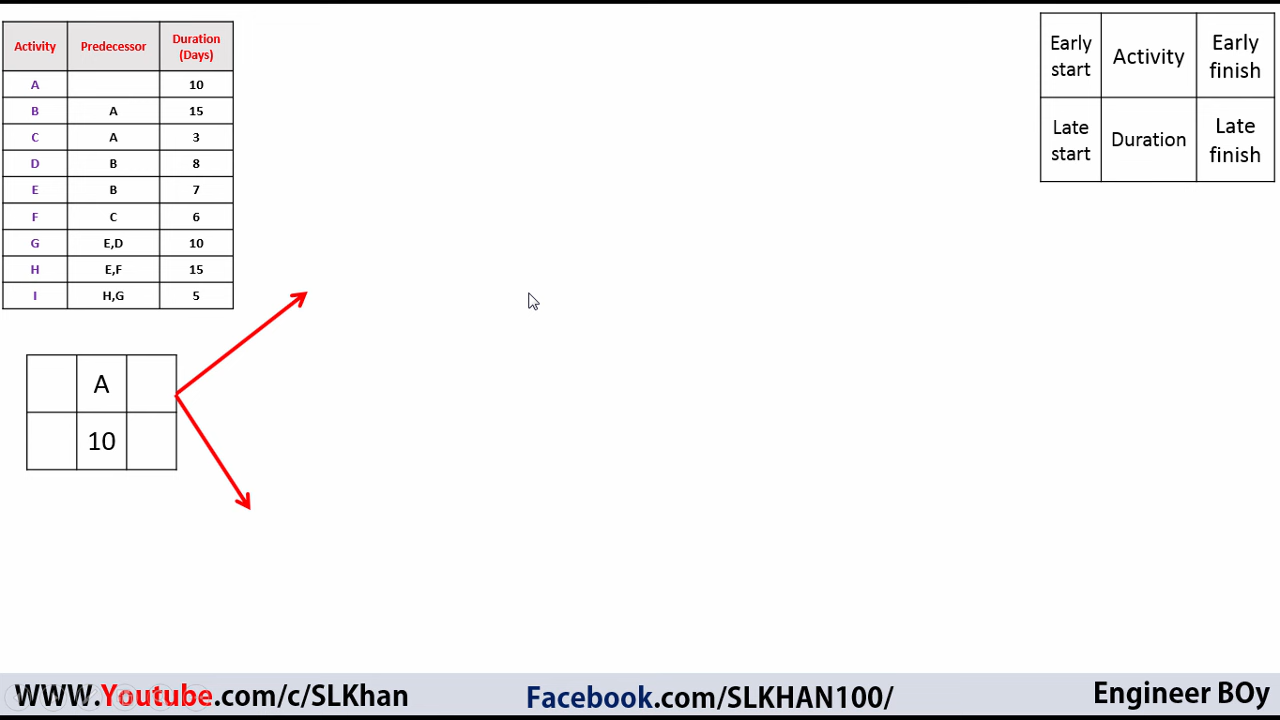 Activity Predecessor Duration (Days)
A 10
B A 15
C A 3
D B 8
E B 7
F C 6
G E,D 10
H E,F 15
I H,G 5
Early start Activity Early finish
Late start Duration Late finish
A
10
WWW.Youtube.com/c/SLKhan
Facebook.com/SLKHAN100/
Engineer BOy